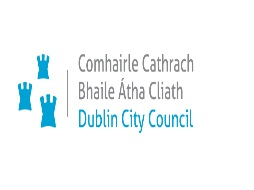 Comhairle Cathrach
Bhaile Átha Cliath
Dublin City Council